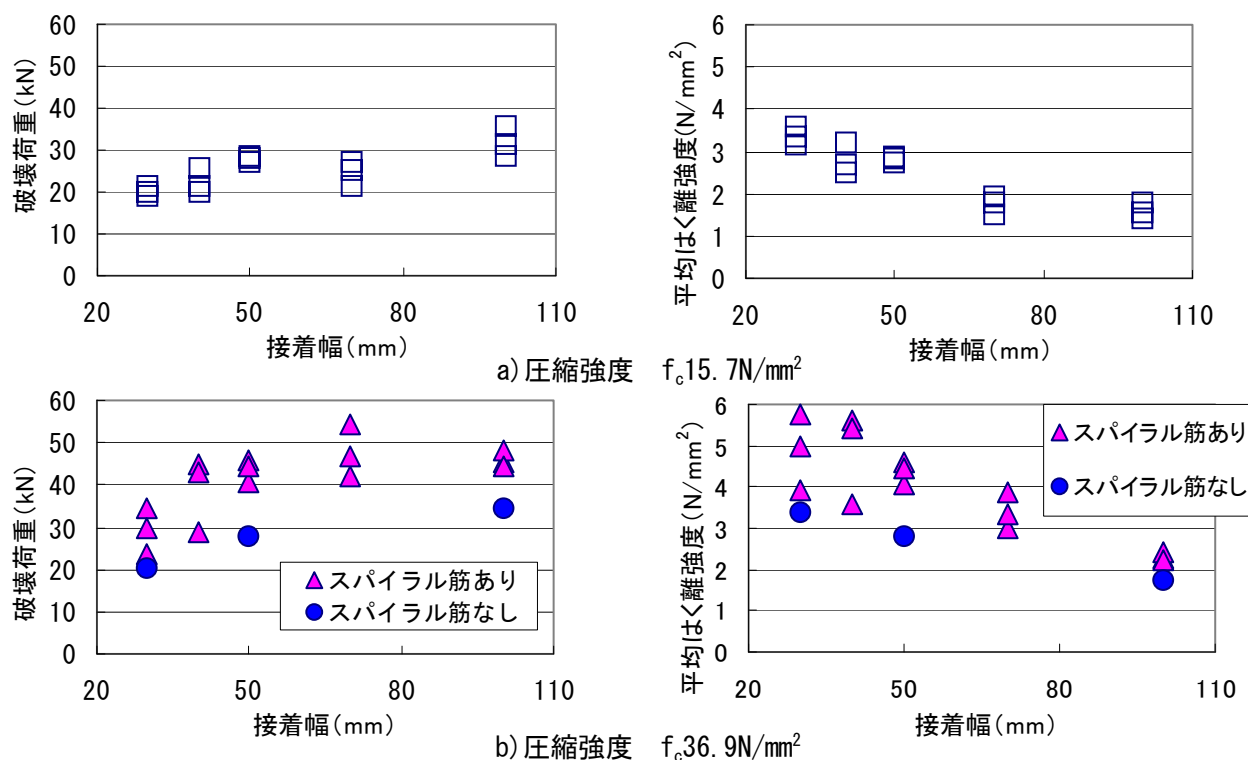 破壊荷重(kN)
60
50
40
30
20
10
0
20 50 80 110
接着幅(mm)
平均はく離強度(N/mm²)
6
5
4
3
2
1
0
20 50 80 110
接着幅(mm)
a)圧縮強度 fc15.7N/mm²
破壊荷重(kN)
60
50
40
30
20
10
0
スパイラル筋あり
スパイラル筋なし
20 50 80 110
接着幅(mm)
平均はく離強度(N/mm²)
6
5
4
3
2
1
0
スパイラル筋あり
スパイラル筋なし
20 50 80 110
接着幅(mm)
b)圧縮強度 fc36.9N/mm²